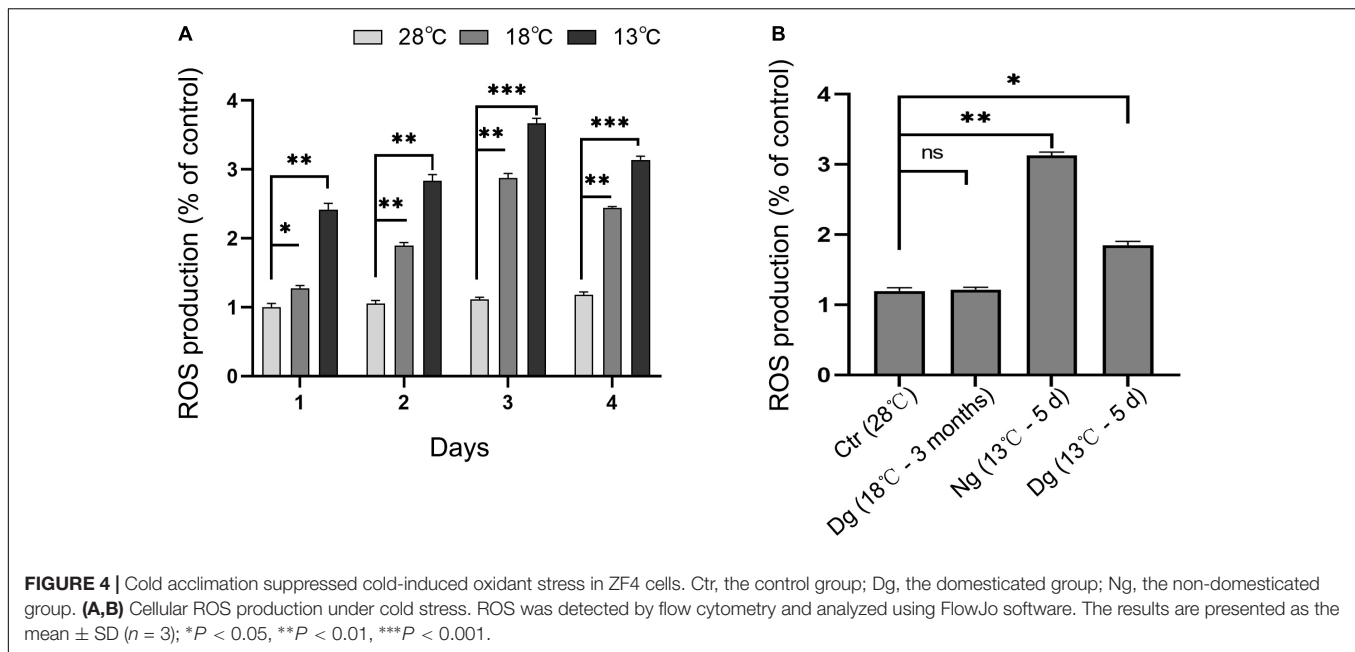 A
28°C 18°C 13°C
ROS production (% of control)
4
3
2
1
0
*
**
**
**
**
***
**
***
1 2 3 4
Days
B
ROS production (% of control)
4
3
2
1
0
ns
**
*
Ctr (28℃)
Dg (18℃ - 3 months)
Ng (13℃ - 5 d)
Dg (13℃ - 5 d)
FIGURE 4 | Cold acclimation suppressed cold-induced oxidant stress in ZF4 cells. Ctr, the control group; Dg, the domesticated group; Ng, the non-domesticated
group. (A,B) Cellular ROS production under cold stress. ROS was detected by flow cytometry and analyzed using FlowJo software. The results are presented as the
mean ± SD (n = 3); *P < 0.05, **P < 0.01, ***P < 0.001.